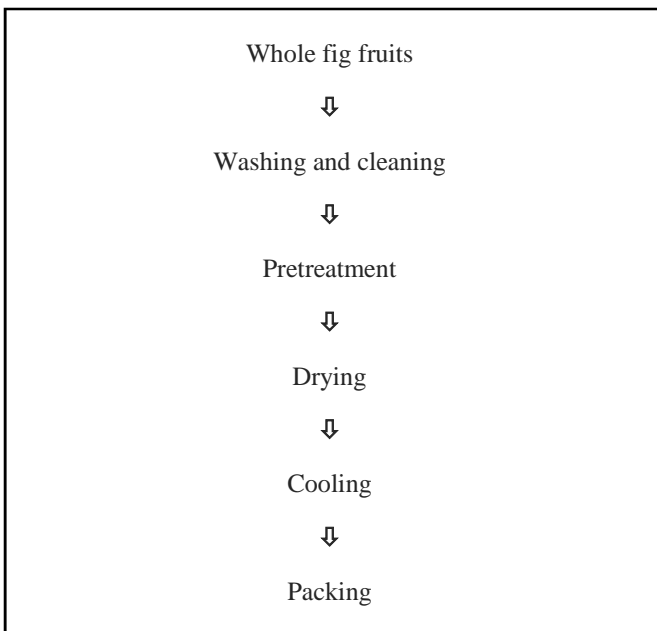 Whole fig fruits
⇩
Washing and cleaning
⇩
Pretreatment
⇩
Drying
⇩
Cooling
⇩
Packing